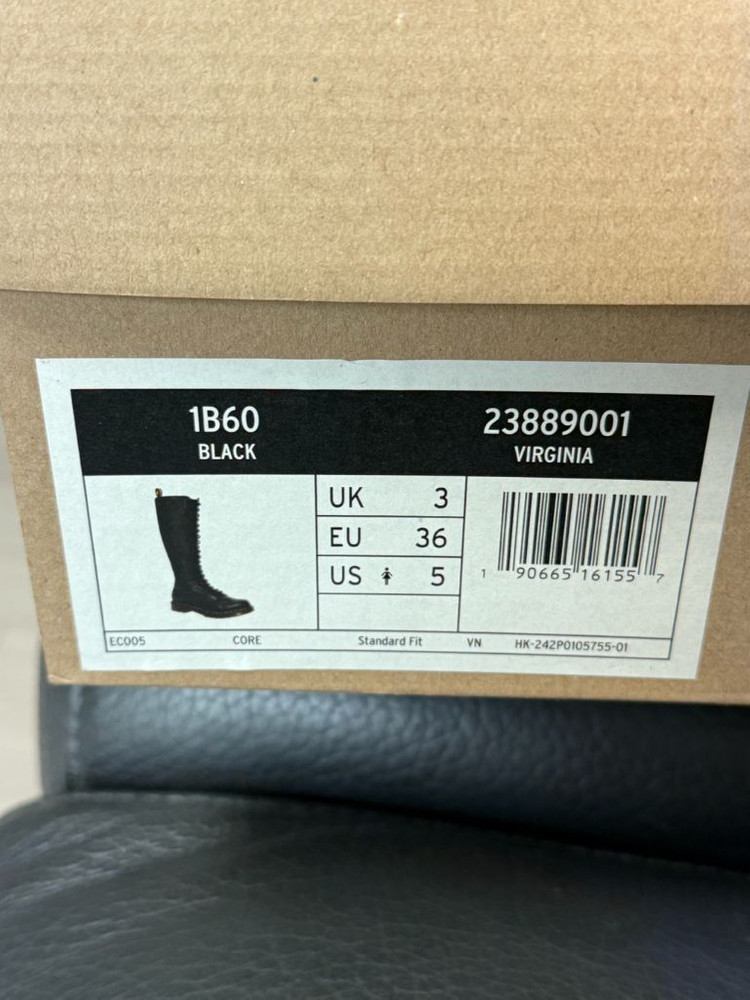 1B60
BLACK
23889001
VIRGINIA
UK 3
EU 36
US 5
1 90665 16155 7
EC005 CORE Standard Fit VN HK-242P0105755-01